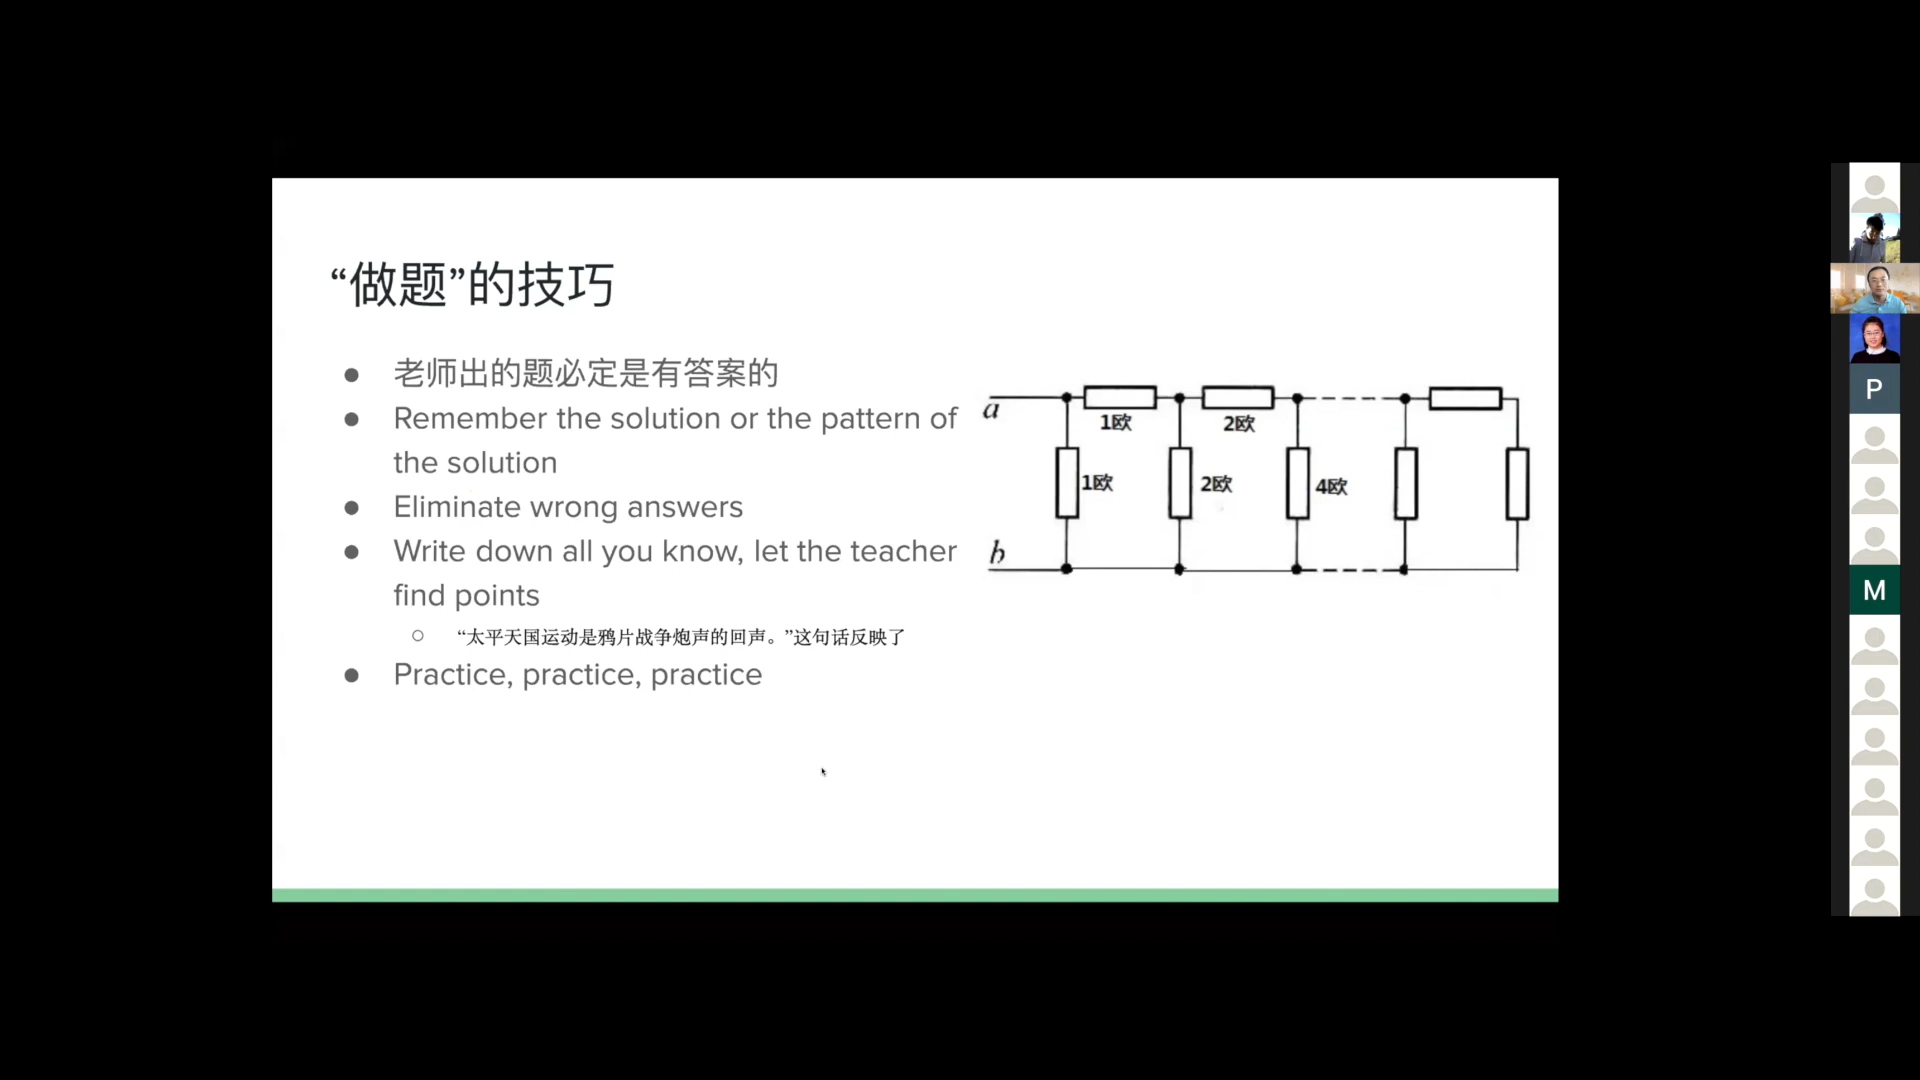 “做题”的技巧
● 老师出的题必定是有答案的
● Remember the solution or the pattern of
the solution
● Eliminate wrong answers
● Write down all you know, let the teacher
find points
○ “太平天国运动是鸦片战争炮声的回声。”这句话反映了
● Practice, practice, practice
a
1欧
2欧
1欧
2欧
4欧
b
P
M